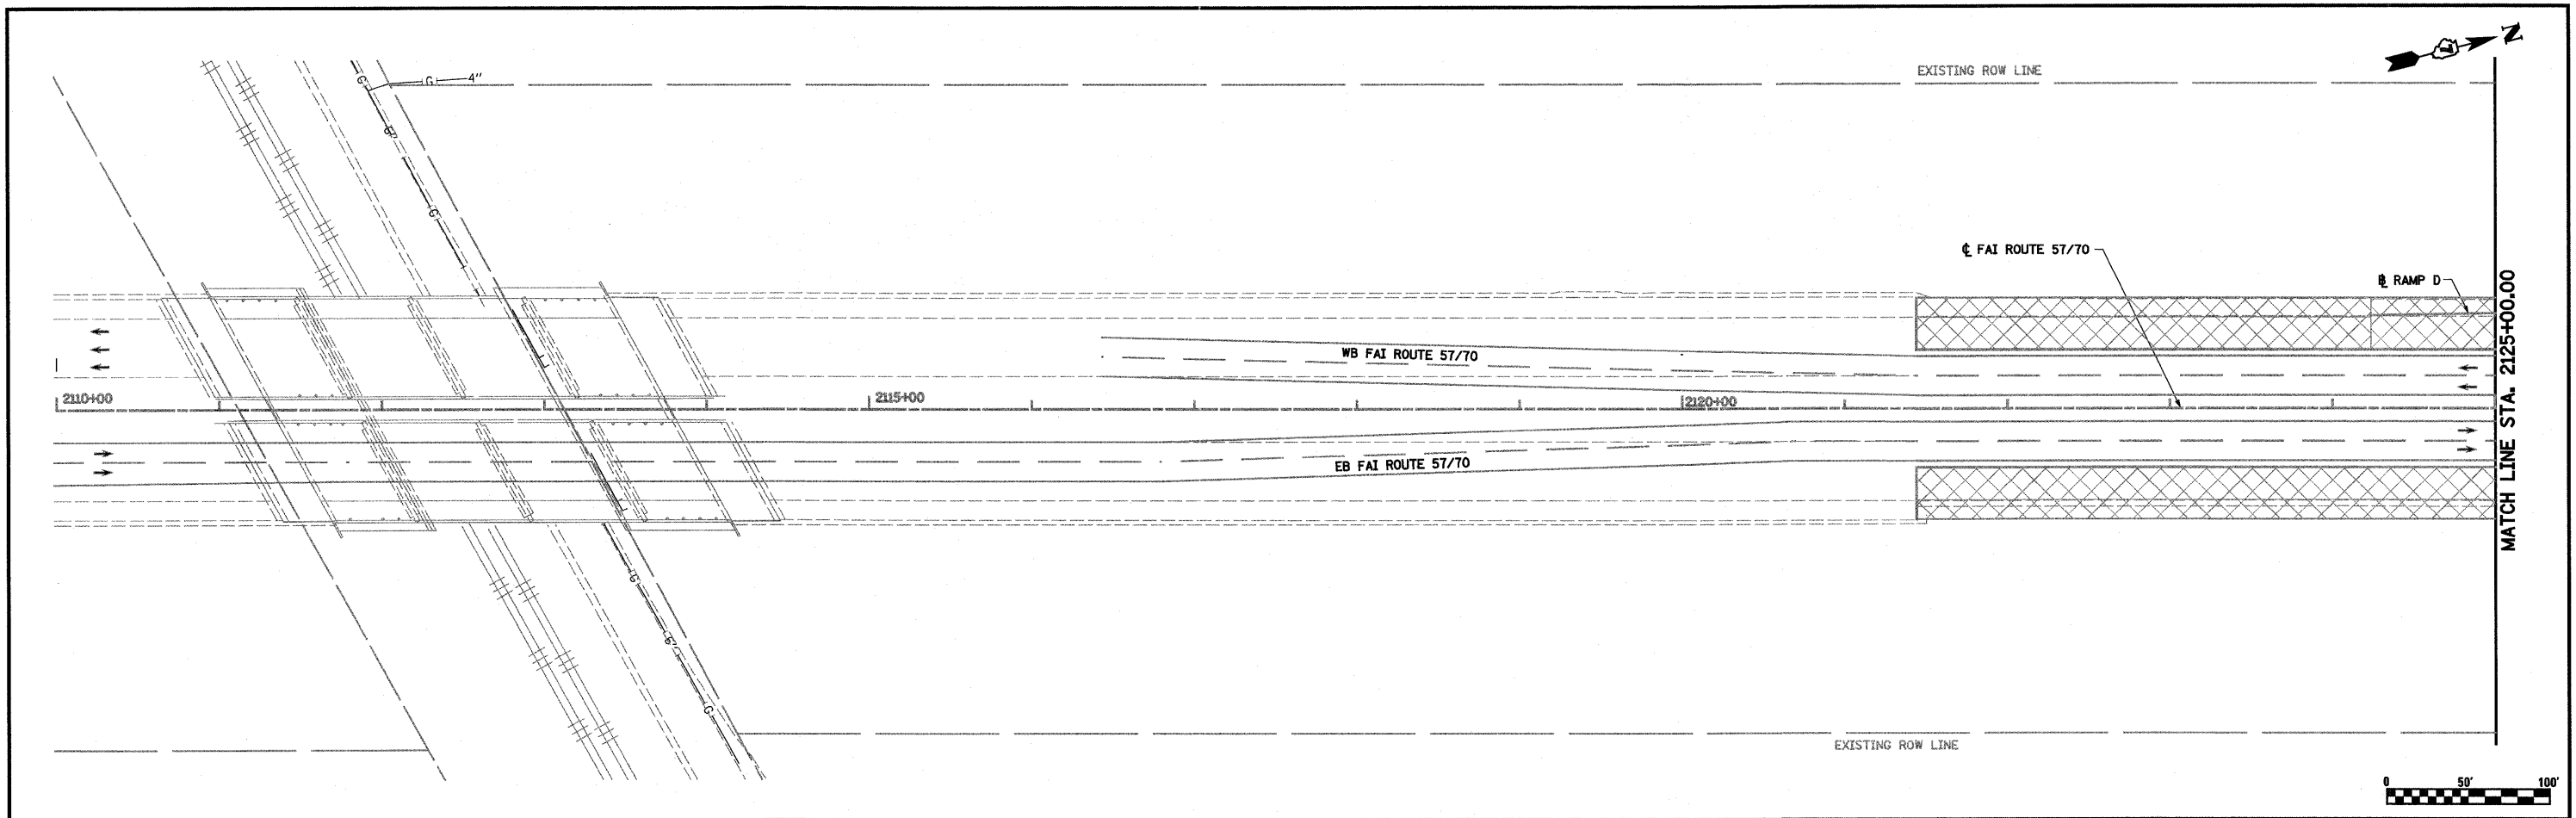 N
EXISTING ROW LINE
G 4"
G
G
G
℄ FAI ROUTE 57/70
℄ RAMP D
WB FAI ROUTE 57/70
2110+00
2115+00
2120+00
EB FAI ROUTE 57/70
MATCH LINE STA. 2125+00.00
G
G
G
EXISTING ROW LINE
0 50' 100'